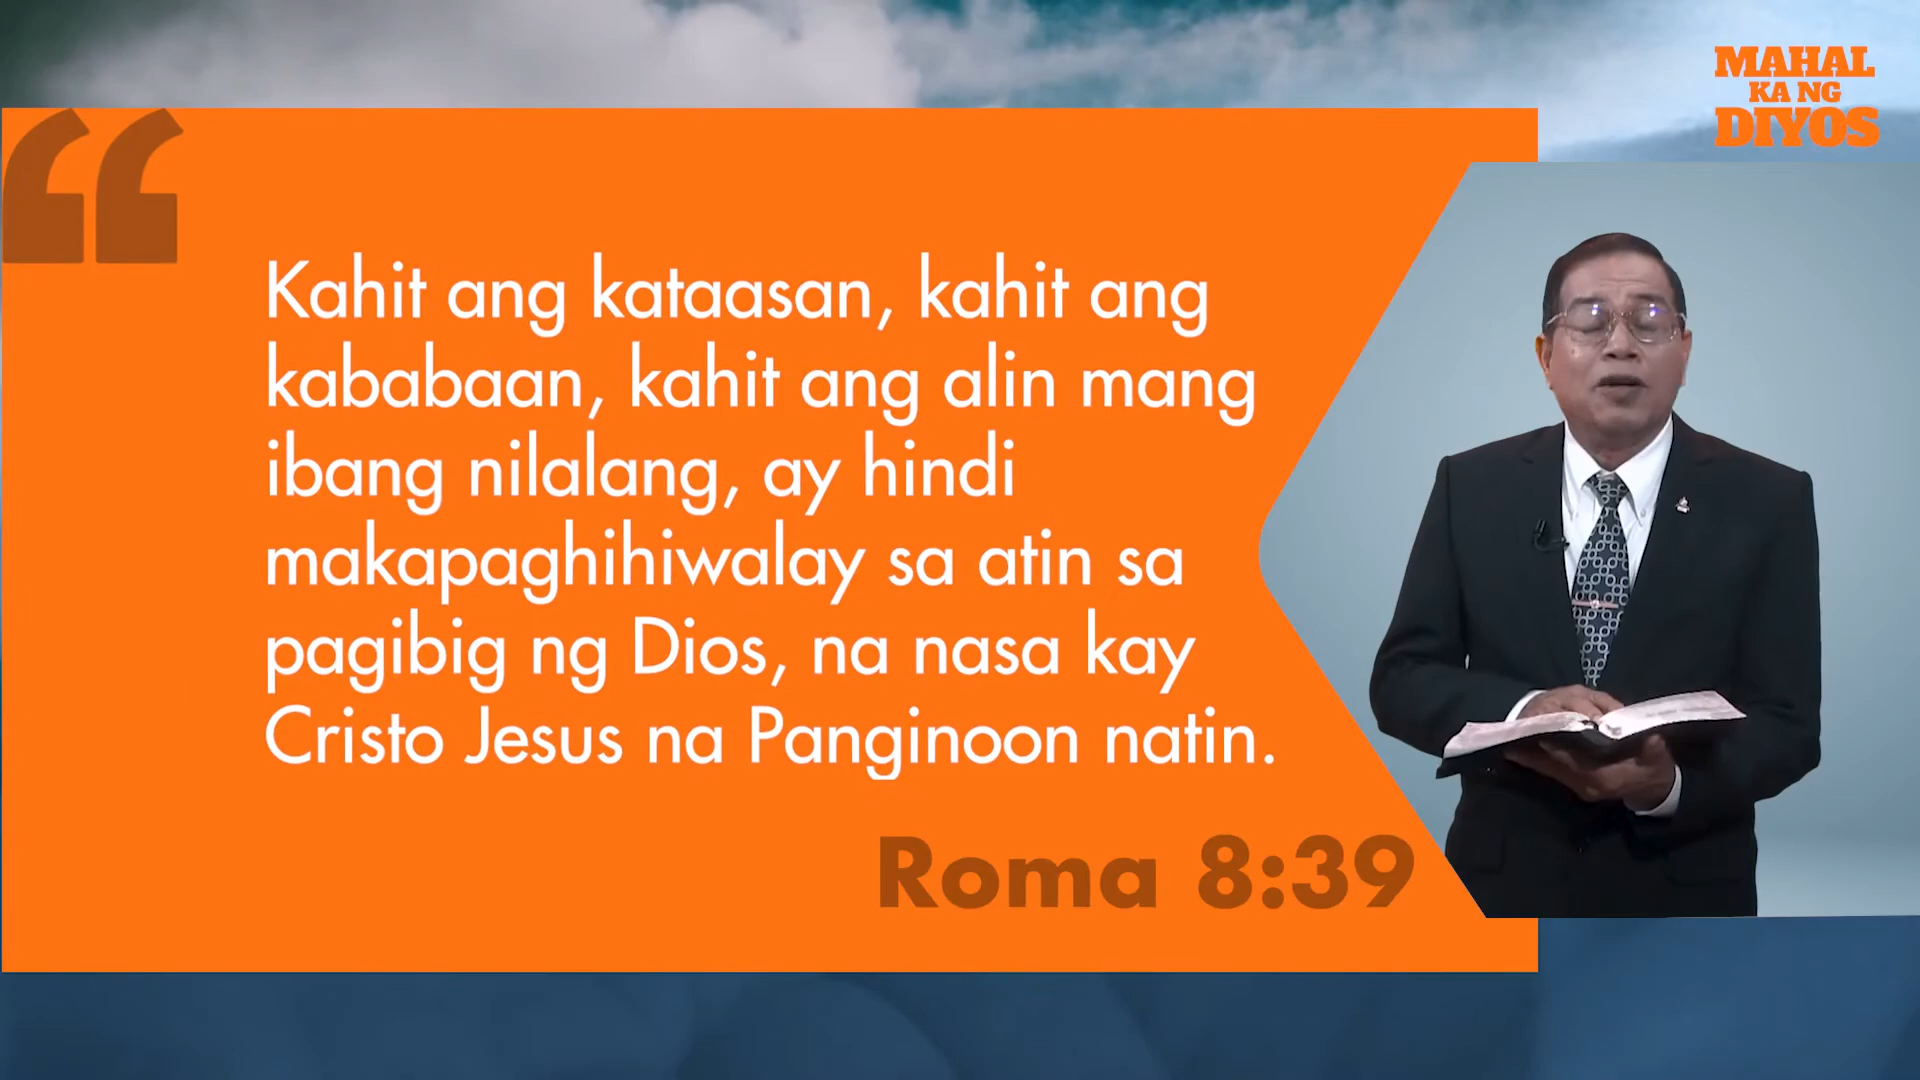 MAHAL
KA NG
DIYOS
Kahit ang kataasan, kahit ang
kababaan, kahit ang alin mang
ibang nilalang, ay hindi
makapaghihiwalay sa atin sa
pagibig ng Dios, na nasa kay
Cristo Jesus na Panginoon natin.
Roma 8:39